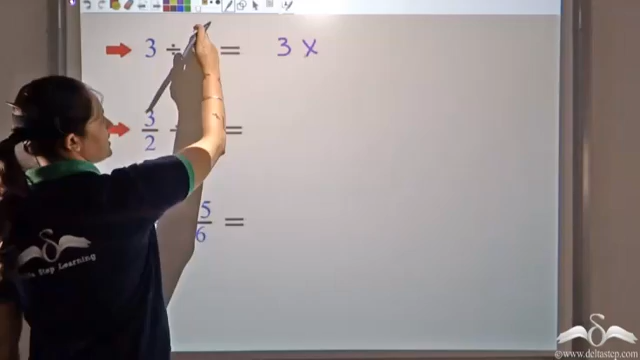 3 ÷ = 3 x
3/2 =
5/6 =
Delta Step Learning
©www.deltastep.com